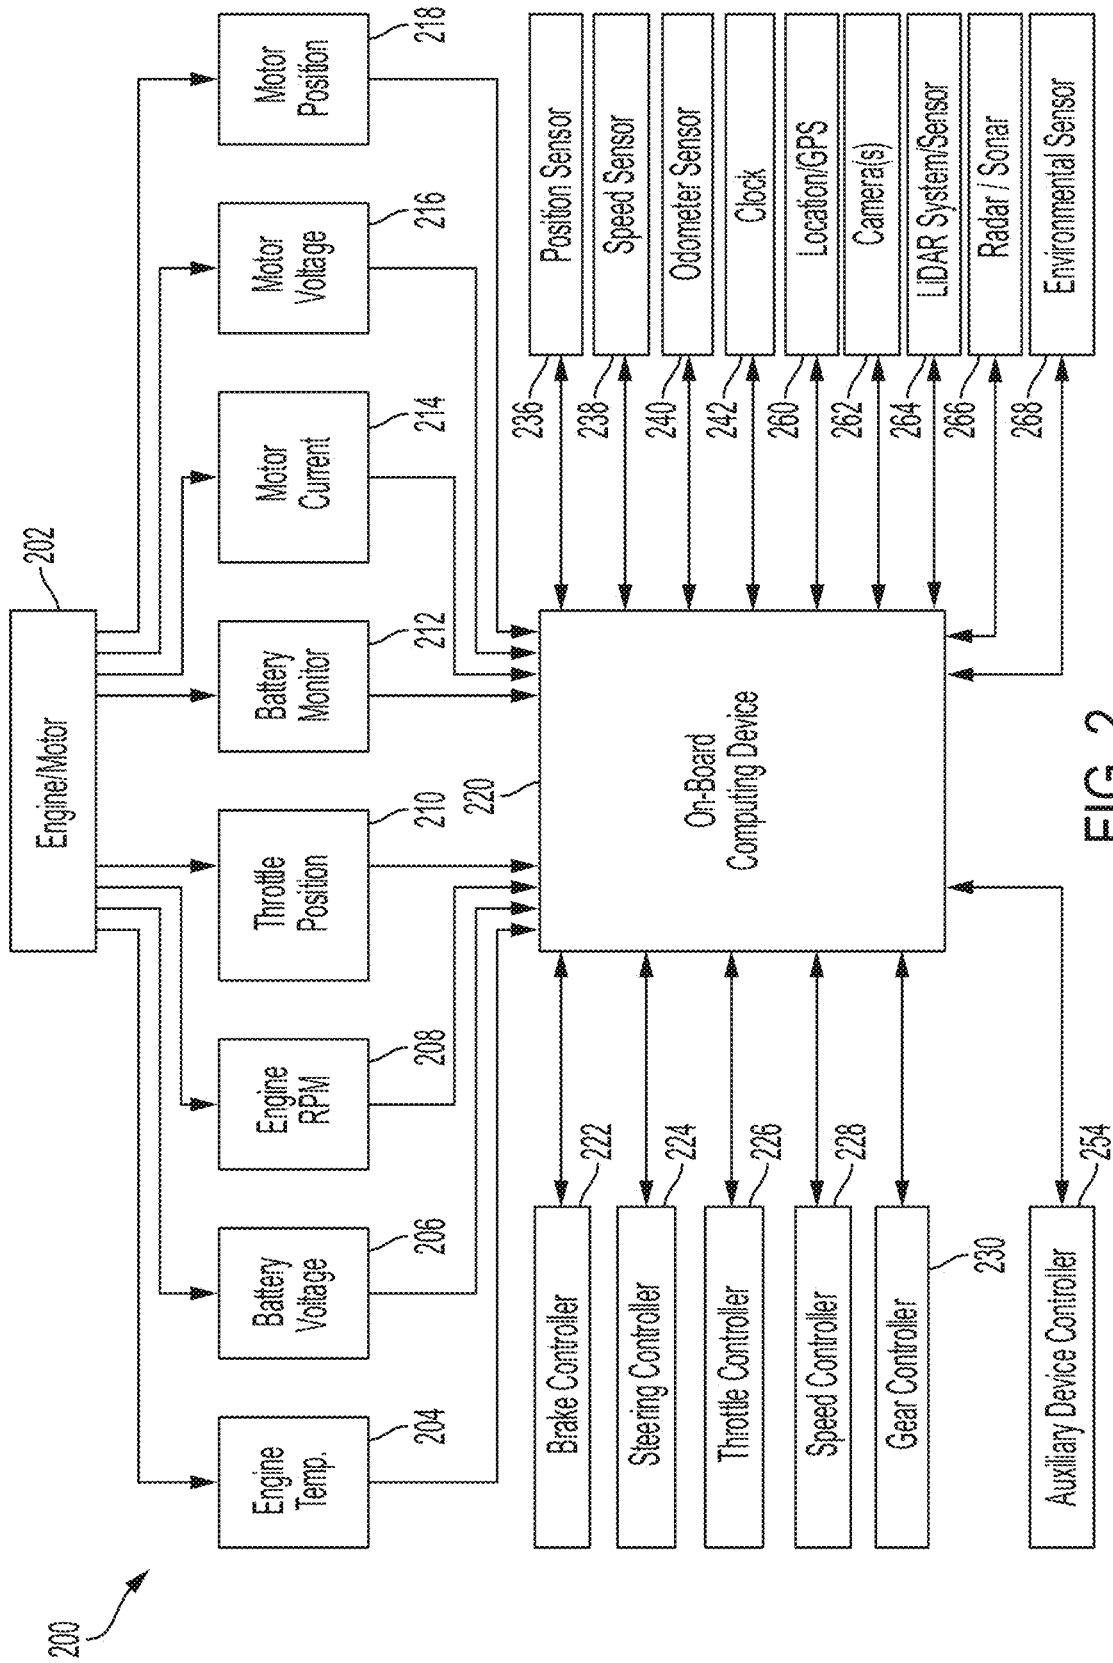 200
Engine/Motor
202
Engine
Temp.
204
Battery
Voltage
206
Engine
RPM
208
Throttle
Position
210
Battery
Monitor
212
Motor
Current
214
Motor
Voltage
216
Motor
Position
218
On-Board
Computing Device
220
Brake Controller
222
Steering Controller
224
Throttle Controller
226
Speed Controller
228
Gear Controller
230
Auxiliary Device Controller
254
236
Position Sensor
238
Speed Sensor
240
Odometer Sensor
242
Clock
260
Location/GPS
262
Camera(s)
264
LiDAR System/Sensor
266
Radar / Sonar
268
Environmental Sensor
FIG. 2